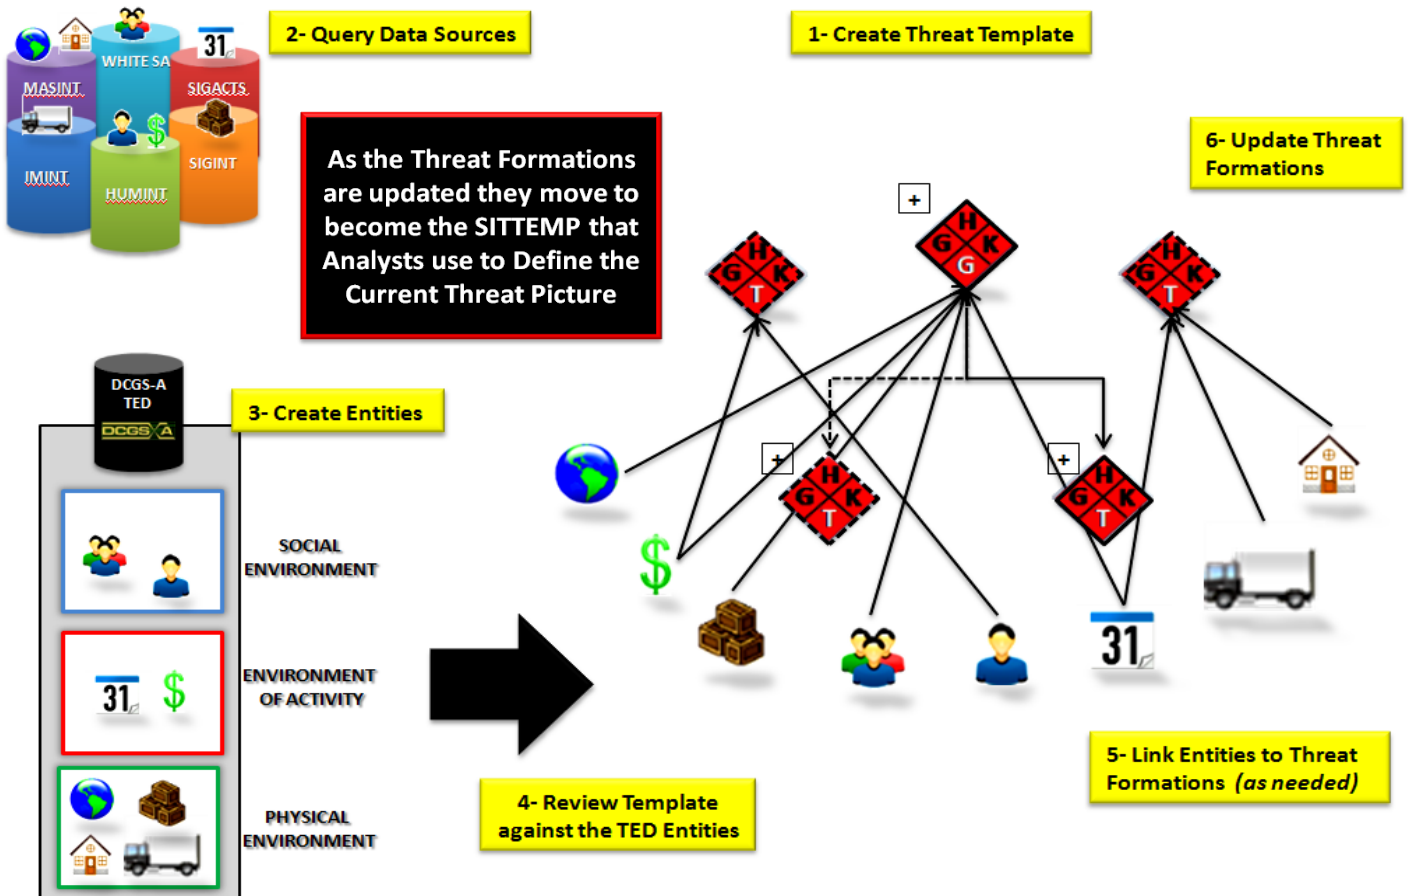 2- Query Data Sources
1- Create Threat Template
31
WHITE SA
MASINT
SIGACTS
IMINT
SIGINT
HUMINT
As the Threat Formations
are updated they move to
become the SITTEMP that
Analysts use to Define the
Current Threat Picture
6- Update Threat
Formations
+
H
G K
G
H
G K
T
H
G K
T
DCGS-A
TED
DCGS A
3- Create Entities
+
H
G K
T
+
H
G K
T
SOCIAL
ENVIRONMENT
31
ENVIRONMENT
OF ACTIVITY
31
$
$
$
PHYSICAL
ENVIRONMENT
4- Review Template
against the TED Entities
5- Link Entities to Threat
Formations (as needed)